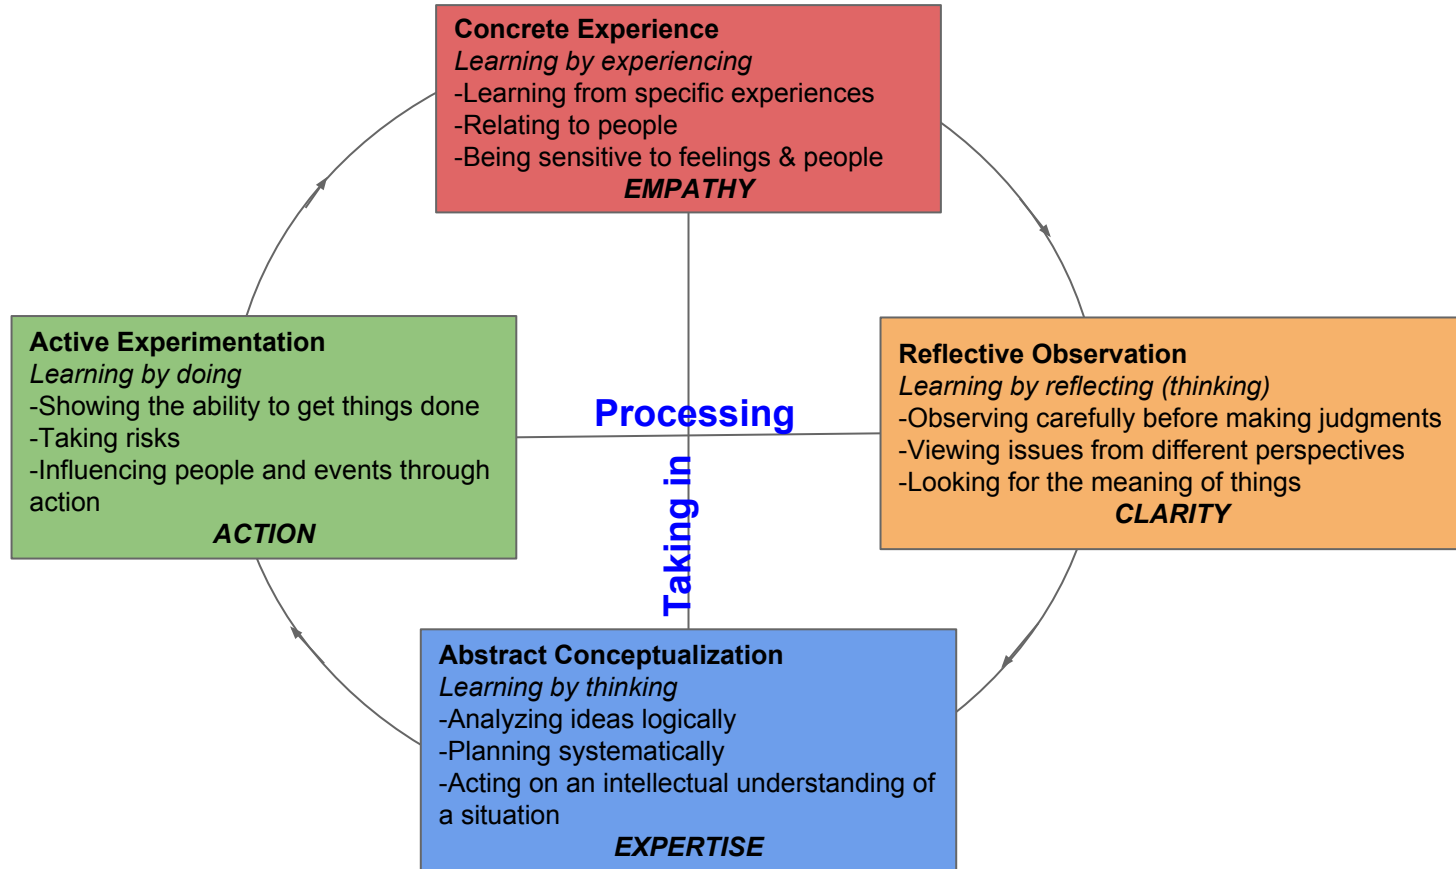 Concrete Experience
Learning by experiencing
-Learning from specific experiences
-Relating to people
-Being sensitive to feelings & people
EMPATHY
Active Experimentation
Learning by doing
-Showing the ability to get things done
-Taking risks
-Influencing people and events through
action
ACTION
Processing
Taking in
Reflective Observation
Learning by reflecting (thinking)
-Observing carefully before making judgments
-Viewing issues from different perspectives
-Looking for the meaning of things
CLARITY
Abstract Conceptualization
Learning by thinking
-Analyzing ideas logically
-Planning systematically
-Acting on an intellectual understanding of
a situation
EXPERTISE